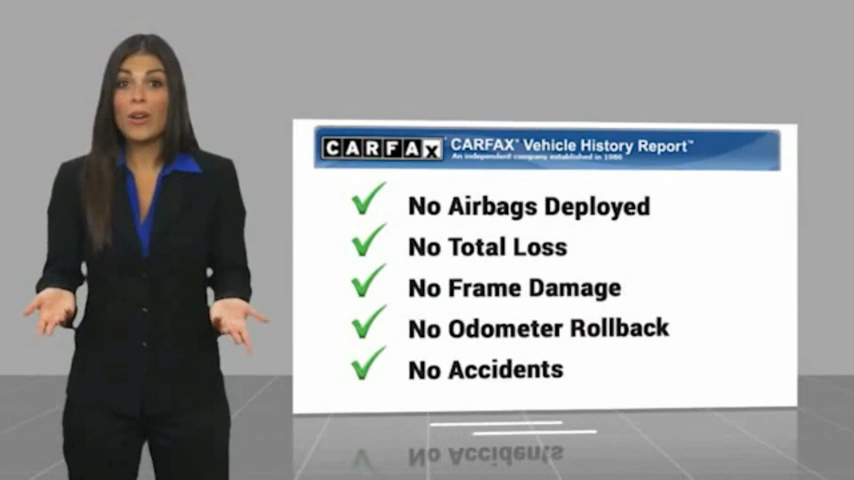 CARFAX CARFAX® Vehicle History Report™
An independent company established in 1986
No Airbags Deployed
No Total Loss
No Frame Damage
No Odometer Rollback
No Accidents
No Accidents